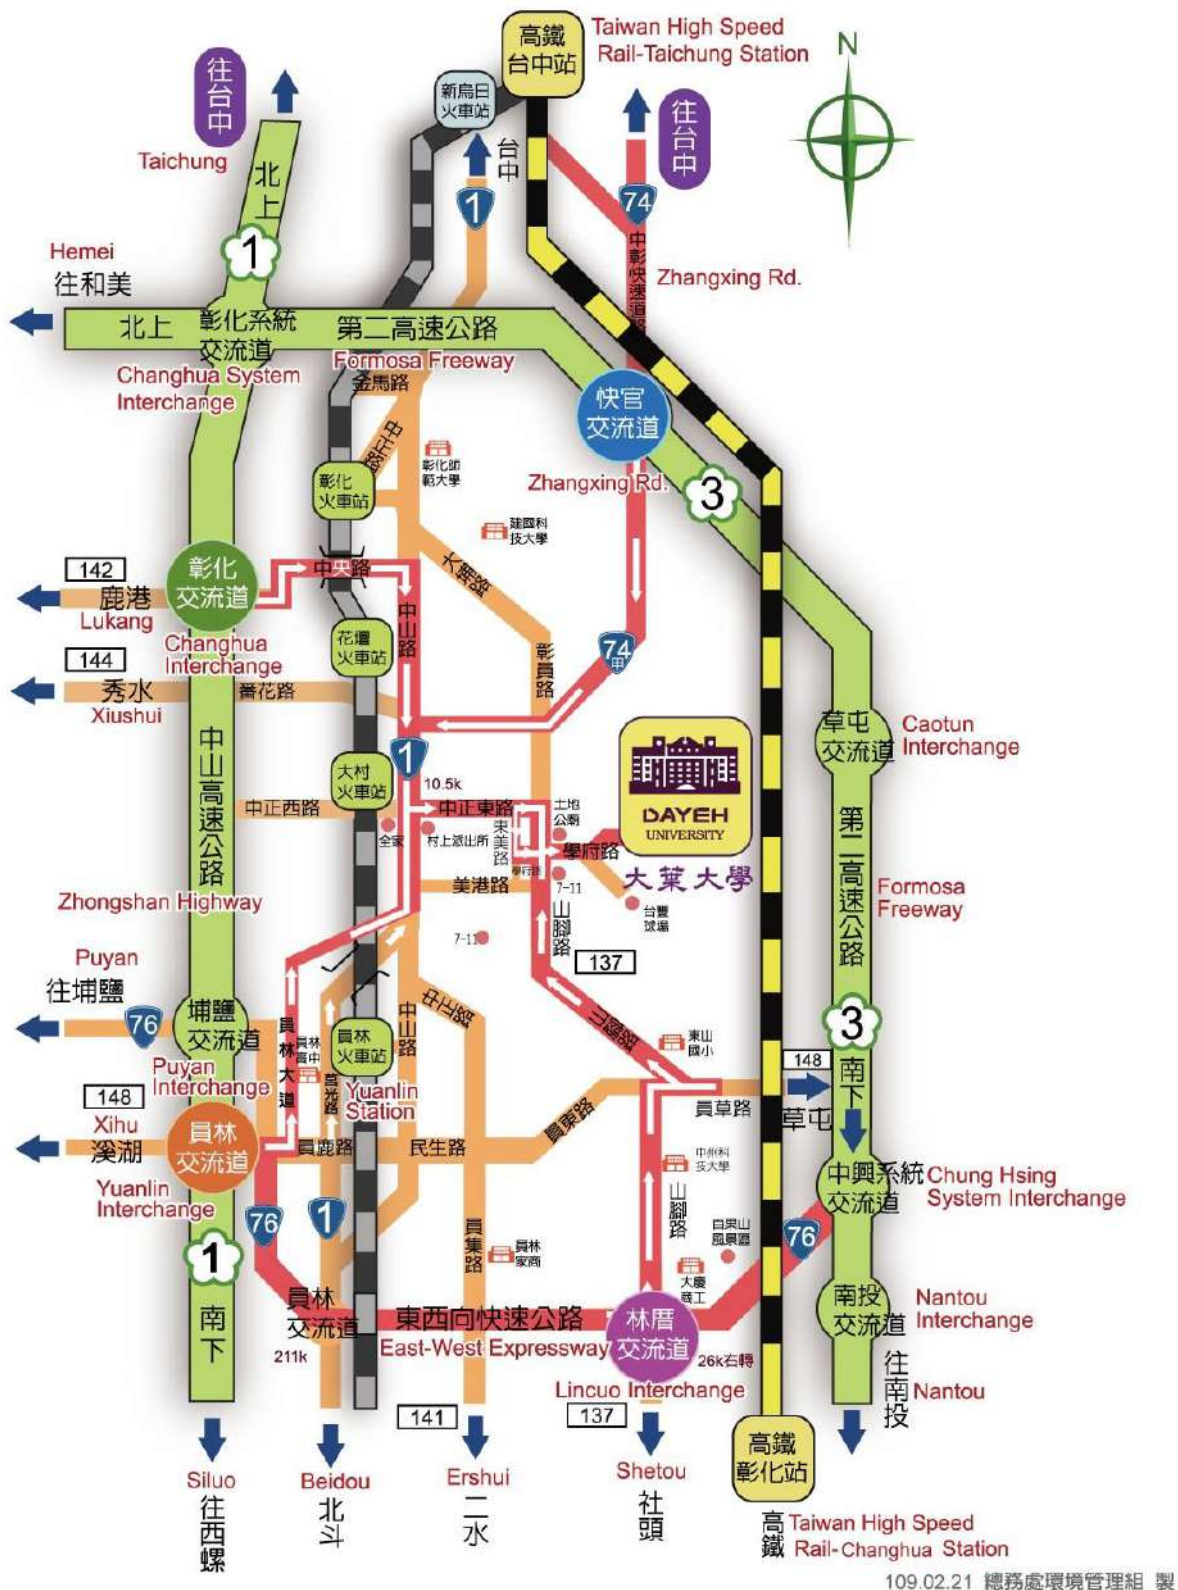 高鐵
台中站
Taiwan High Speed
Rail-Taichung Station
往台中
Taichung
新烏日
火車站
台中
往台中
N
北上
1
1
74
中彰快速道路
Zhangxing Rd.
Hemei
往和美
北上
彰化系統
交流道
第二高速公路
Changhua System
Interchange
Formosa Freeway
金馬路
中正路
快官
交流道
Zhangxing Rd.
3
彰化師
範大學
彰化
火車站
建國科
技大學
大埔路
142
鹿港
Lukang
彰化
交流道
Changhua
Interchange
中央路
中山路
花壇
火車站
74
甲
彰員路
144
秀水
Xiushui
番花路
草屯
交流道
Caotun
Interchange
1
10.5k
大村
火車站
中正西路
中正東路
土地
公廟
全家
村上派出所
東美路
學府路
學府路
DAYEH
UNIVERSITY
大葉大學
中山高速公路
Zhongshan Highway
美港路
7-11
台豐
球場
7-11
山腳路
137
第二高速公路
Formosa
Freeway
Puyan
往埔鹽
76
埔鹽
交流道
Puyan
Interchange
員林大道
員林
高中
莒光路
員林
火車站
Yuanlin
Station
中山路
中正路
山腳路
東山
國小
3
148
南下
草屯
148
Xihu
溪湖
員林
交流道
Yuanlin
Interchange
員鹿路
民生路
員東路
員草路
中州科
技大學
中興系統
交流道
Chung Hsing
System Interchange
76
1
員集路
員林
家商
山腳路
百果山
風景區
大慶
商工
76
1
南下
員林
交流道
211k
東西向快速公路
East-West Expressway
林厝
交流道
26k右轉
Lincuo Interchange
南投
交流道
Nantou
Interchange
往南投
Nantou
141
137
Siluo
往西螺
Beidou
北斗
Ershui
二水
Shetou
社頭
高鐵
彰化站
高鐵
Taiwan High Speed
Rail-Changhua Station
109.02.21 總務處環境管理組 製